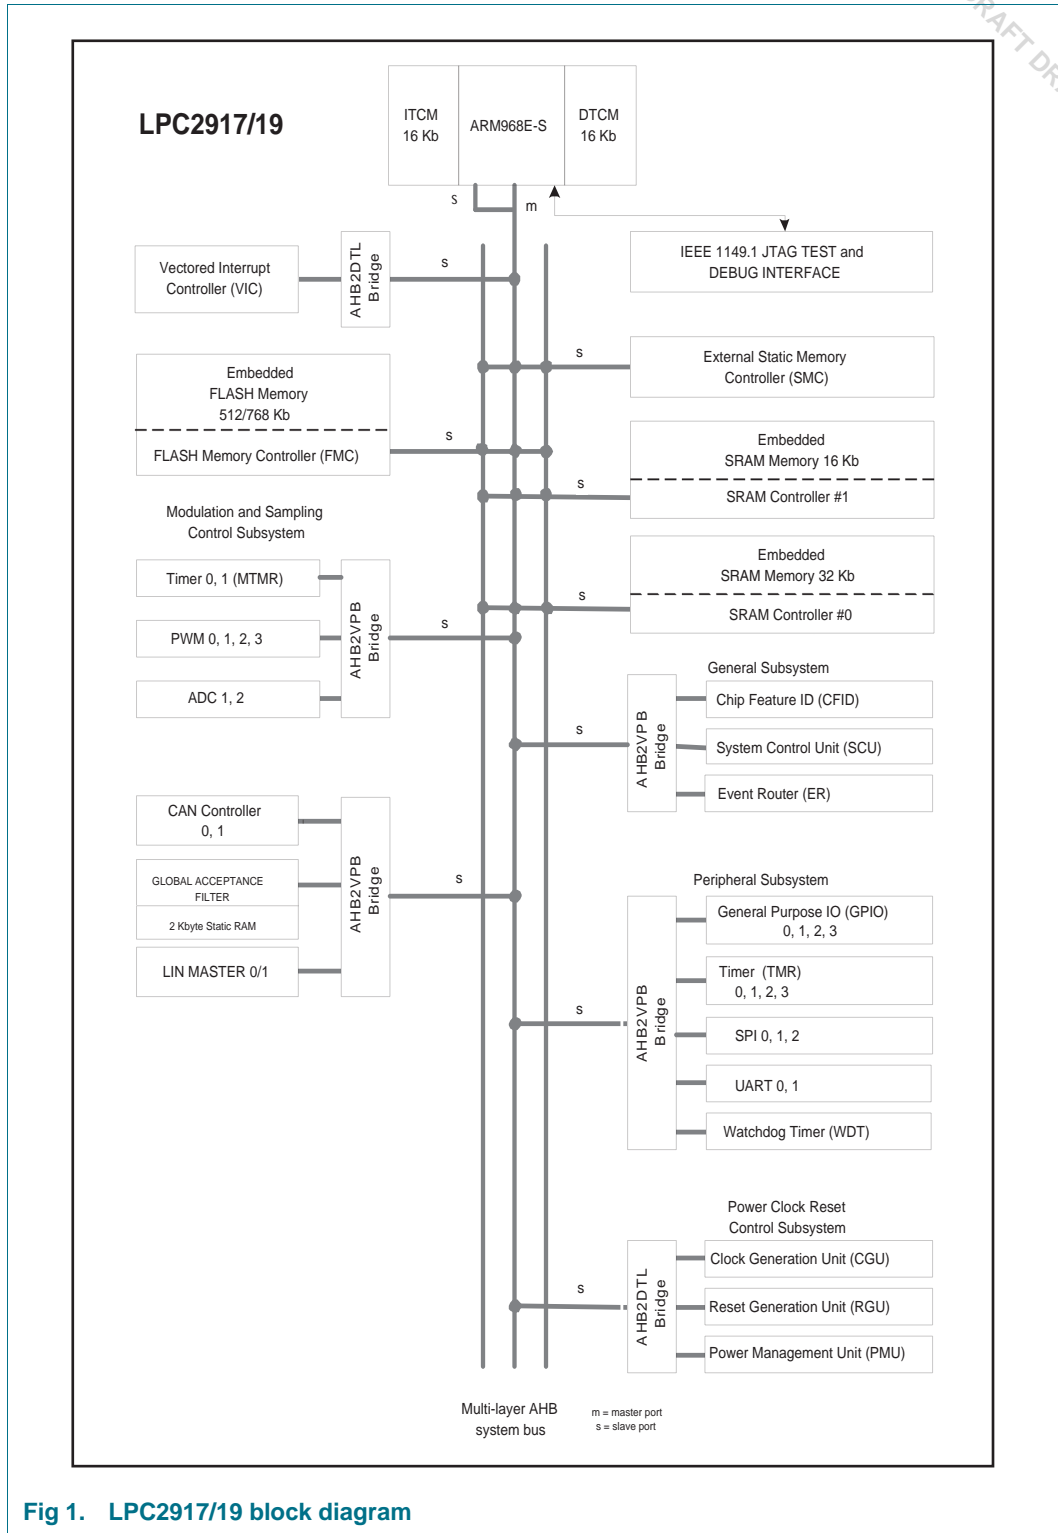 DRAFT DR
LPC2917/19
ITCM
16 Kb
ARM968E-S
DTCM
16 Kb
s
m
IEEE 1149.1 JTAG TEST and
DEBUG INTERFACE
Vectored Interrupt
Controller (VIC)
AHB2DTL
Bridge
s
s
External Static Memory
Controller (SMC)
Embedded
FLASH Memory
512/768 Kb
FLASH Memory Controller (FMC)
s
Embedded
SRAM Memory 16 Kb
SRAM Controller #1
s
Modulation and Sampling
Control Subsystem
Timer 0, 1 (MTMR)
PWM 0, 1, 2, 3
ADC 1, 2
AHB2VPB
Bridge
s
Embedded
SRAM Memory 32 Kb
SRAM Controller #0
s
General Subsystem
Chip Feature ID (CFID)
System Control Unit (SCU)
Event Router (ER)
AHB2VPB
Bridge
s
CAN Controller
0, 1
GLOBAL ACCEPTANCE
FILTER
2 Kbyte Static RAM
LIN MASTER 0/1
AHB2VPB
Bridge
s
Peripheral Subsystem
General Purpose IO (GPIO)
0, 1, 2, 3
Timer (TMR)
0, 1, 2, 3
SPI 0, 1, 2
UART 0, 1
Watchdog Timer (WDT)
AHB2VPB
Bridge
s
Power Clock Reset
Control Subsystem
Clock Generation Unit (CGU)
Reset Generation Unit (RGU)
Power Management Unit (PMU)
AHB2DTL
Bridge
s
Multi-layer AHB
system bus
m = master port
s = slave port
Fig 1. LPC2917/19 block diagram